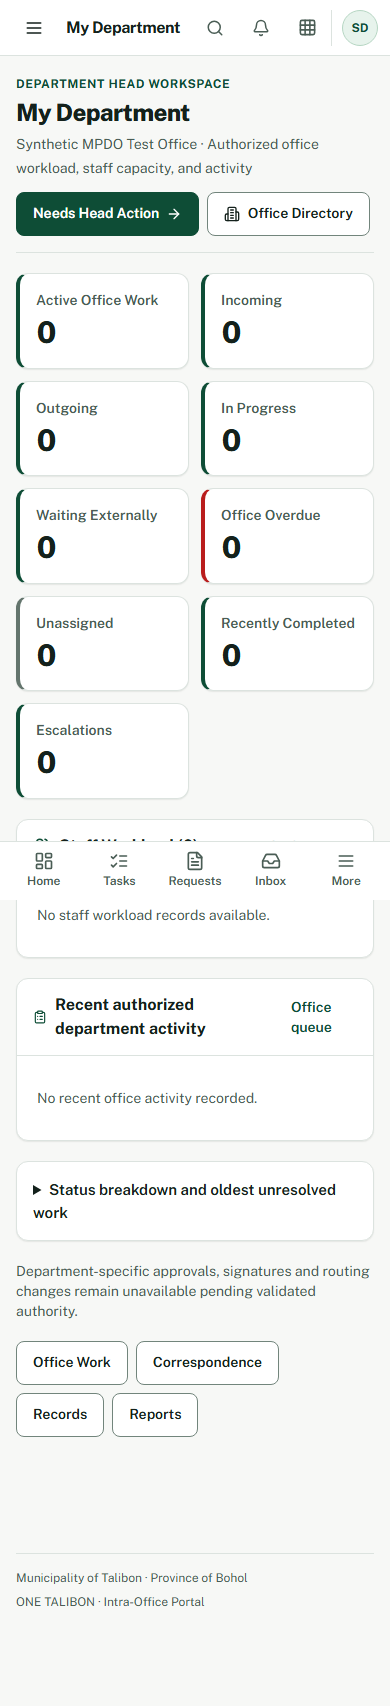 My Department
SD
DEPARTMENT HEAD WORKSPACE
My Department
Synthetic MPDO Test Office · Authorized office
workload, staff capacity, and activity
Needs Head Action →
Office Directory
Active Office Work
0
Incoming
0
Outgoing
0
In Progress
0
Waiting Externally
0
Office Overdue
0
Unassigned
0
Recently Completed
0
Escalations
0
Home
Tasks
Requests
Inbox
More
No staff workload records available.
Recent authorized
department activity
Office
queue
No recent office activity recorded.
Status breakdown and oldest unresolved
work
Department-specific approvals, signatures and routing
changes remain unavailable pending validated
authority.
Office Work
Correspondence
Records
Reports
Municipality of Talibon · Province of Bohol
ONE TALIBON · Intra-Office Portal